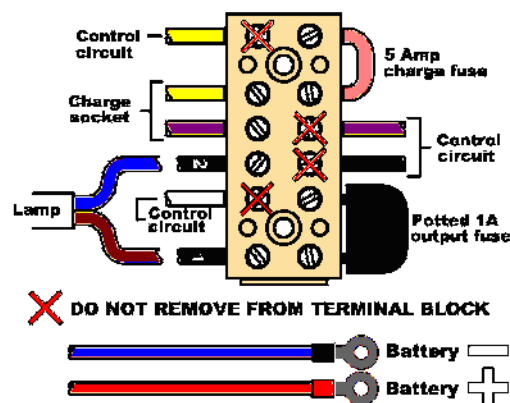 Control
circuit
5 Amp
charge fuse
Charge
socket
Control
circuit
2
Lamp
Control
circuit
Potted 1A
output fuse
1
DO NOT REMOVE FROM TERMINAL BLOCK
Battery
Battery